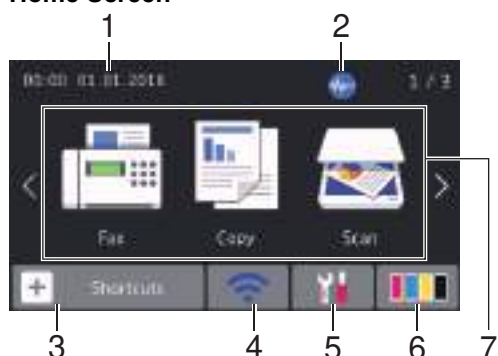 Home Screen
1 2
00:00 01.01.2018 1 / 3
Fax Copy Scan
+ Shortcuts
3 4 5 6 7